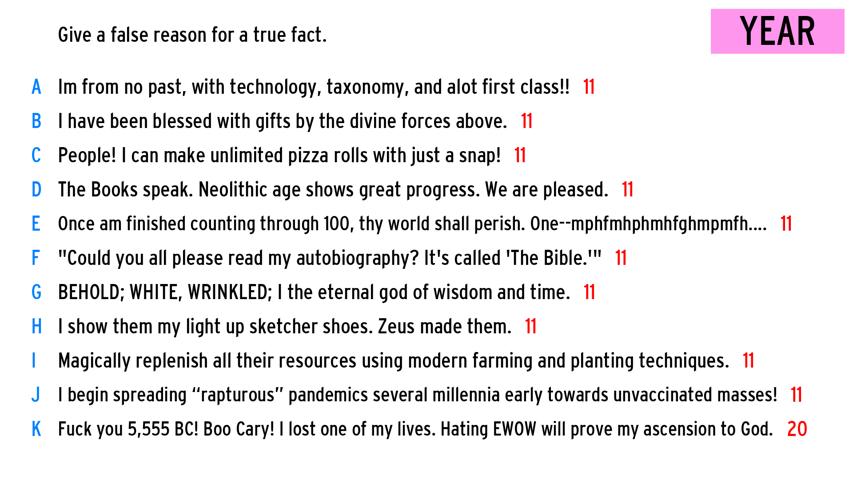 Give a false reason for a true fact.
YEAR
A Im from no past, with technology, taxonomy, and alot first class!! 11
B I have been blessed with gifts by the divine forces above. 11
C People! I can make unlimited pizza rolls with just a snap! 11
D The Books speak. Neolithic age shows great progress. We are pleased. 11
E Once am finished counting through 100, thy world shall perish. One--mphfmhphmhfghmpmfh.... 11
F "Could you all please read my autobiography? It's called 'The Bible.'" 11
G BEHOLD; WHITE, WRINKLED; I the eternal god of wisdom and time. 11
H I show them my light up sketcher shoes. Zeus made them. 11
I Magically replenish all their resources using modern farming and planting techniques. 11
J I begin spreading “rapturous” pandemics several millennia early towards unvaccinated masses! 11
K Fuck you 5,555 BC! Boo Cary! I lost one of my lives. Hating EWOW will prove my ascension to God. 20